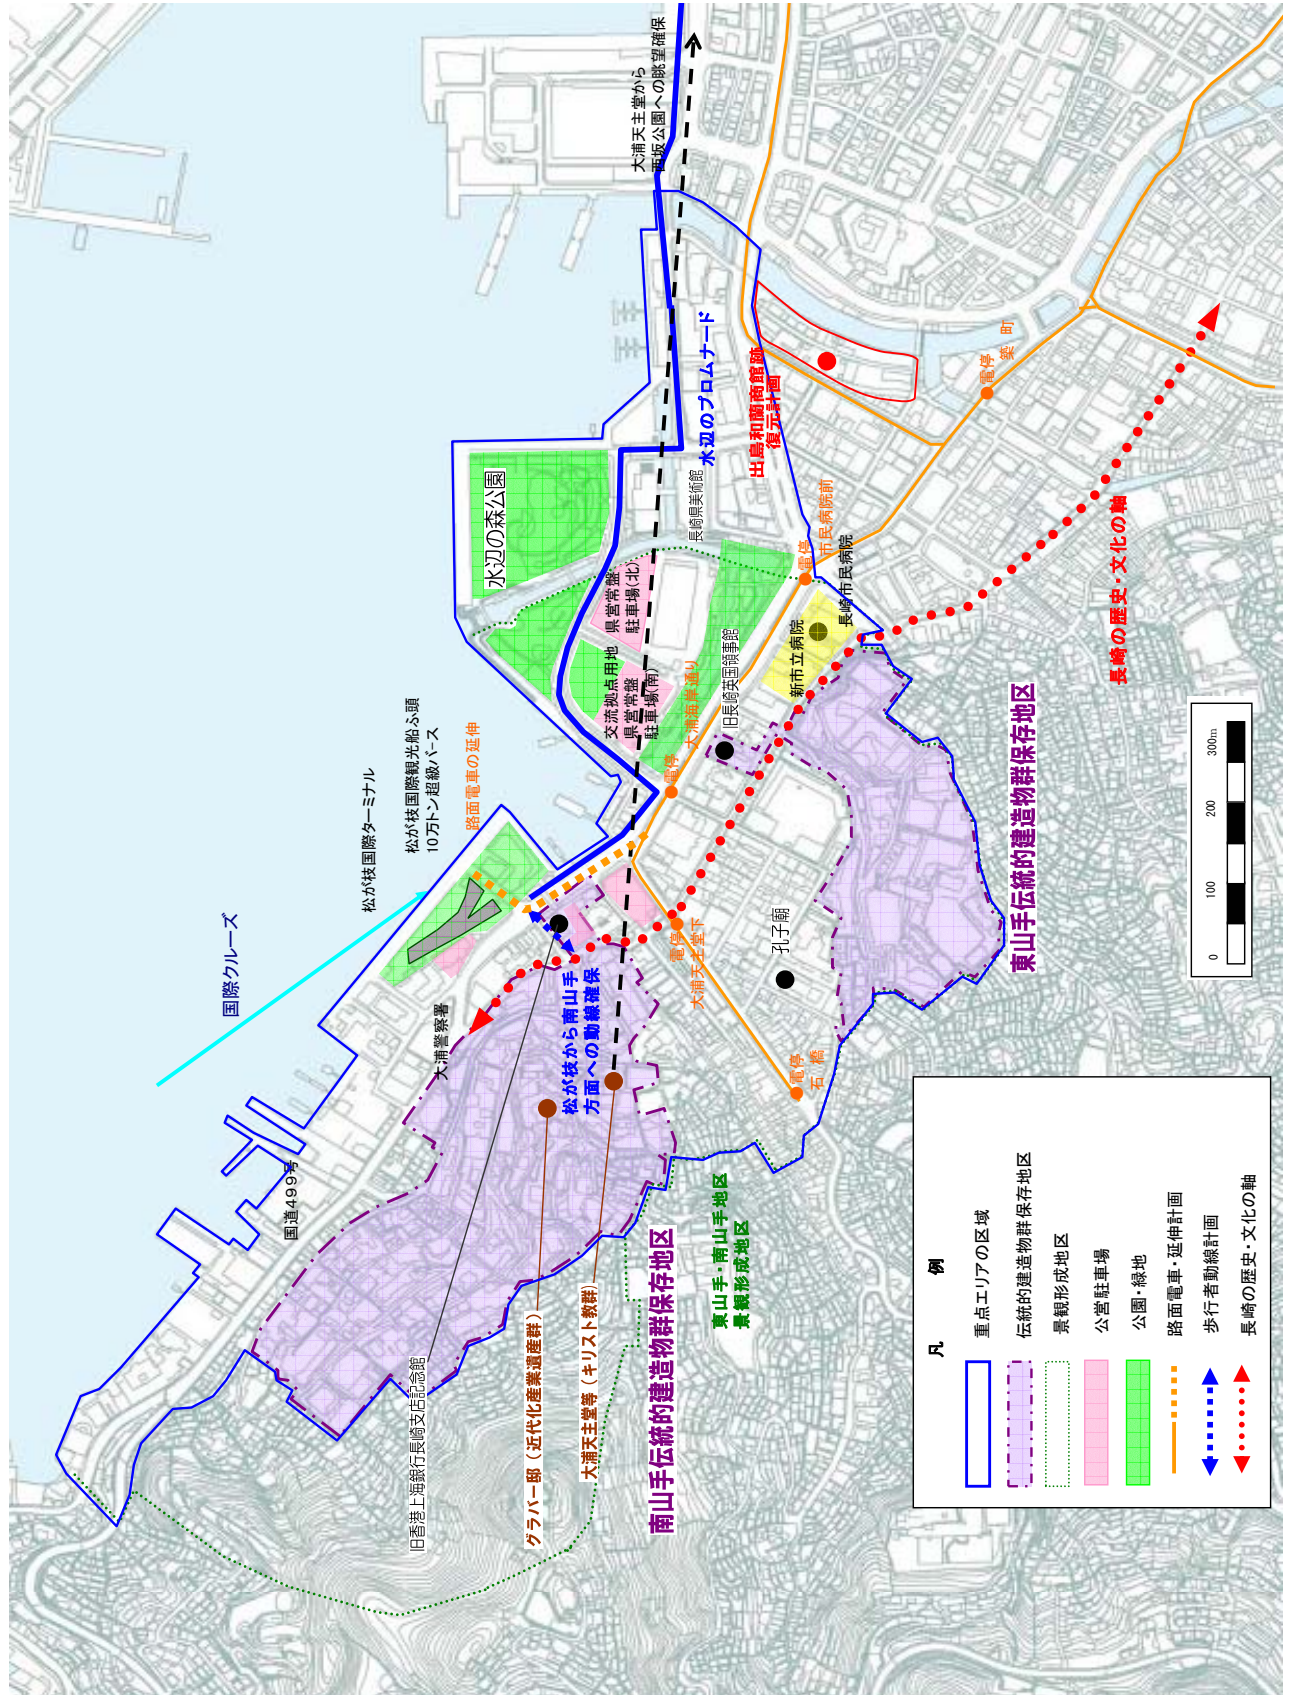 国際クルーズ
松が枝国際ターミナル
松が枝国際観光船ふ頭
10万トン超級バース
路面電車の延伸
水辺の森公園
大浦天主堂から
西坂公園への眺望確保
水辺のプロムナード
出島和蘭商館跡
復元計画
長崎県美術館
県営常盤
駐車場(北)
交流拠点用地
県営常盤
駐車場(南)
大浦海岸通り
電停
旧長崎英国領事館
新市立病院
長崎市民病院
電停
市民病院前
電停
築町
長崎の歴史・文化の軸
東山手伝統的建造物群保存地区
孔子廟
電停
大浦天主堂下
電停
石橋
大浦警察署
国道499号
松が枝から南山手
方面への動線確保
旧香港上海銀行長崎支店記念館
グラバー邸（近代化産業遺産群）
大浦天主堂等（キリスト教群）
南山手伝統的建造物群保存地区
東山手・南山手地区
景観形成地区
0 100 200 300m
凡例
重点エリアの区域
伝統的建造物群保存地区
景観形成地区
公営駐車場
公園・緑地
路面電車・延伸計画
歩行者動線計画
長崎の歴史・文化の軸